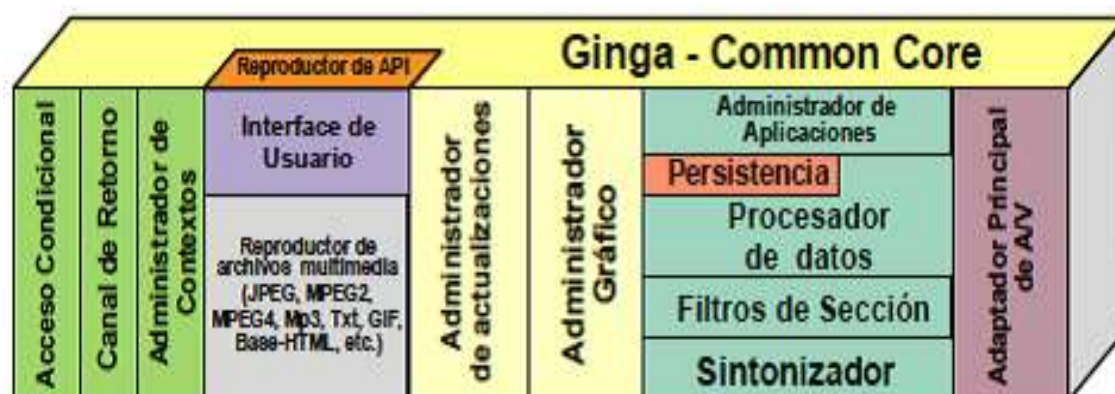 Ginga - Common Core
Reproductor de API
Acceso Condicional
Canal de Retorno
Administrador de
Contextos
Interface de
Usuario
Reproductor de
archivos multimedia
(JPEG, MPEG2,
MPEG4, Mp3, Txt, GIF,
Base-HTML, etc.)
Administrador
de actualizaciones
Administrador
Gráfico
Administrador de
Aplicaciones
Persistencia
Procesador
de datos
Filtros de Sección
Sintonizador
Adaptador Principal
de A/V